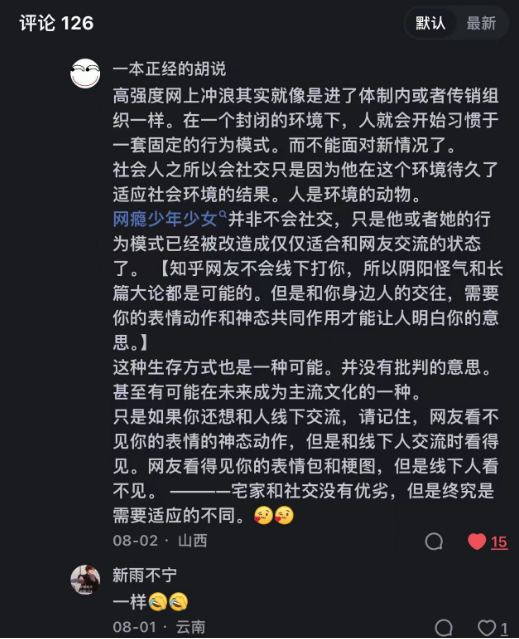 评论 126
默认 最新
一本正经的胡说
高强度网上冲浪其实就像是进了体制内或者传销组
织一样。在一个封闭的环境下，人就会开始习惯于
一套固定的行为模式。而不能面对新情况了。
社会人之所以会社交只是因为他在这个环境待久了
适应社会环境的结果。人是环境的动物。
网瘾少年少女并非不会社交，只是他或者她的行
为模式已经被改造成仅仅适合和网友交流的状态
了。【知乎网友不会线下打你，所以阴阳怪气和长
篇大论都是可能的。但是和你身边人的交往，需要
你的表情动作和神态共同作用才能让人明白你的意
思。】
这种生存方式也是一种可能。并没有批判的意思。
甚至有可能在未来成为主流文化的一种。
只是如果你还想和人线下交流，请记住，网友看不
见你的表情的神态动作，但是和线下人交流时看得
见。网友看得见你的表情包和梗图，但是线下人看
不见。 ————宅家和社交没有优劣，但是终究是
需要适应的不同。🥰🥰
08-02 · 山西
15
新雨不宁
一样🤣🤣
08-01 · 云南
1